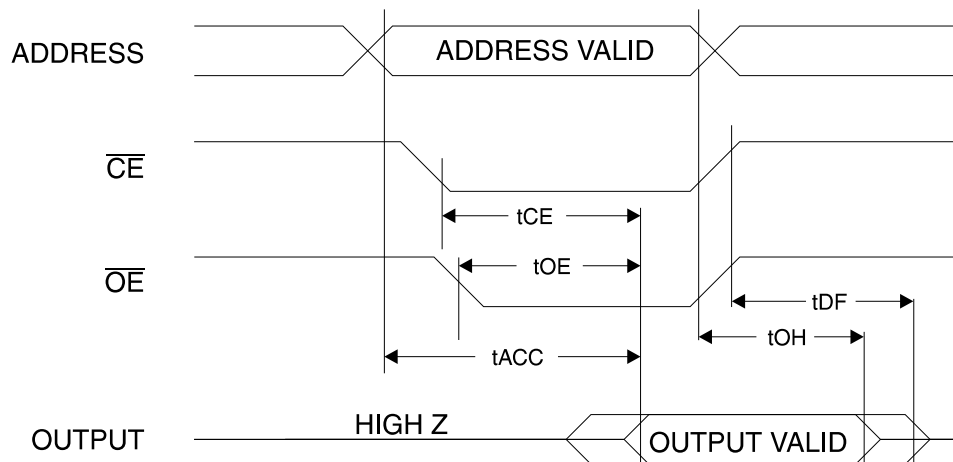 ADDRESS
ADDRESS VALID
CE
tCE
OE
tOE
tDF
tOH
tACC
HIGH Z
OUTPUT
OUTPUT VALID